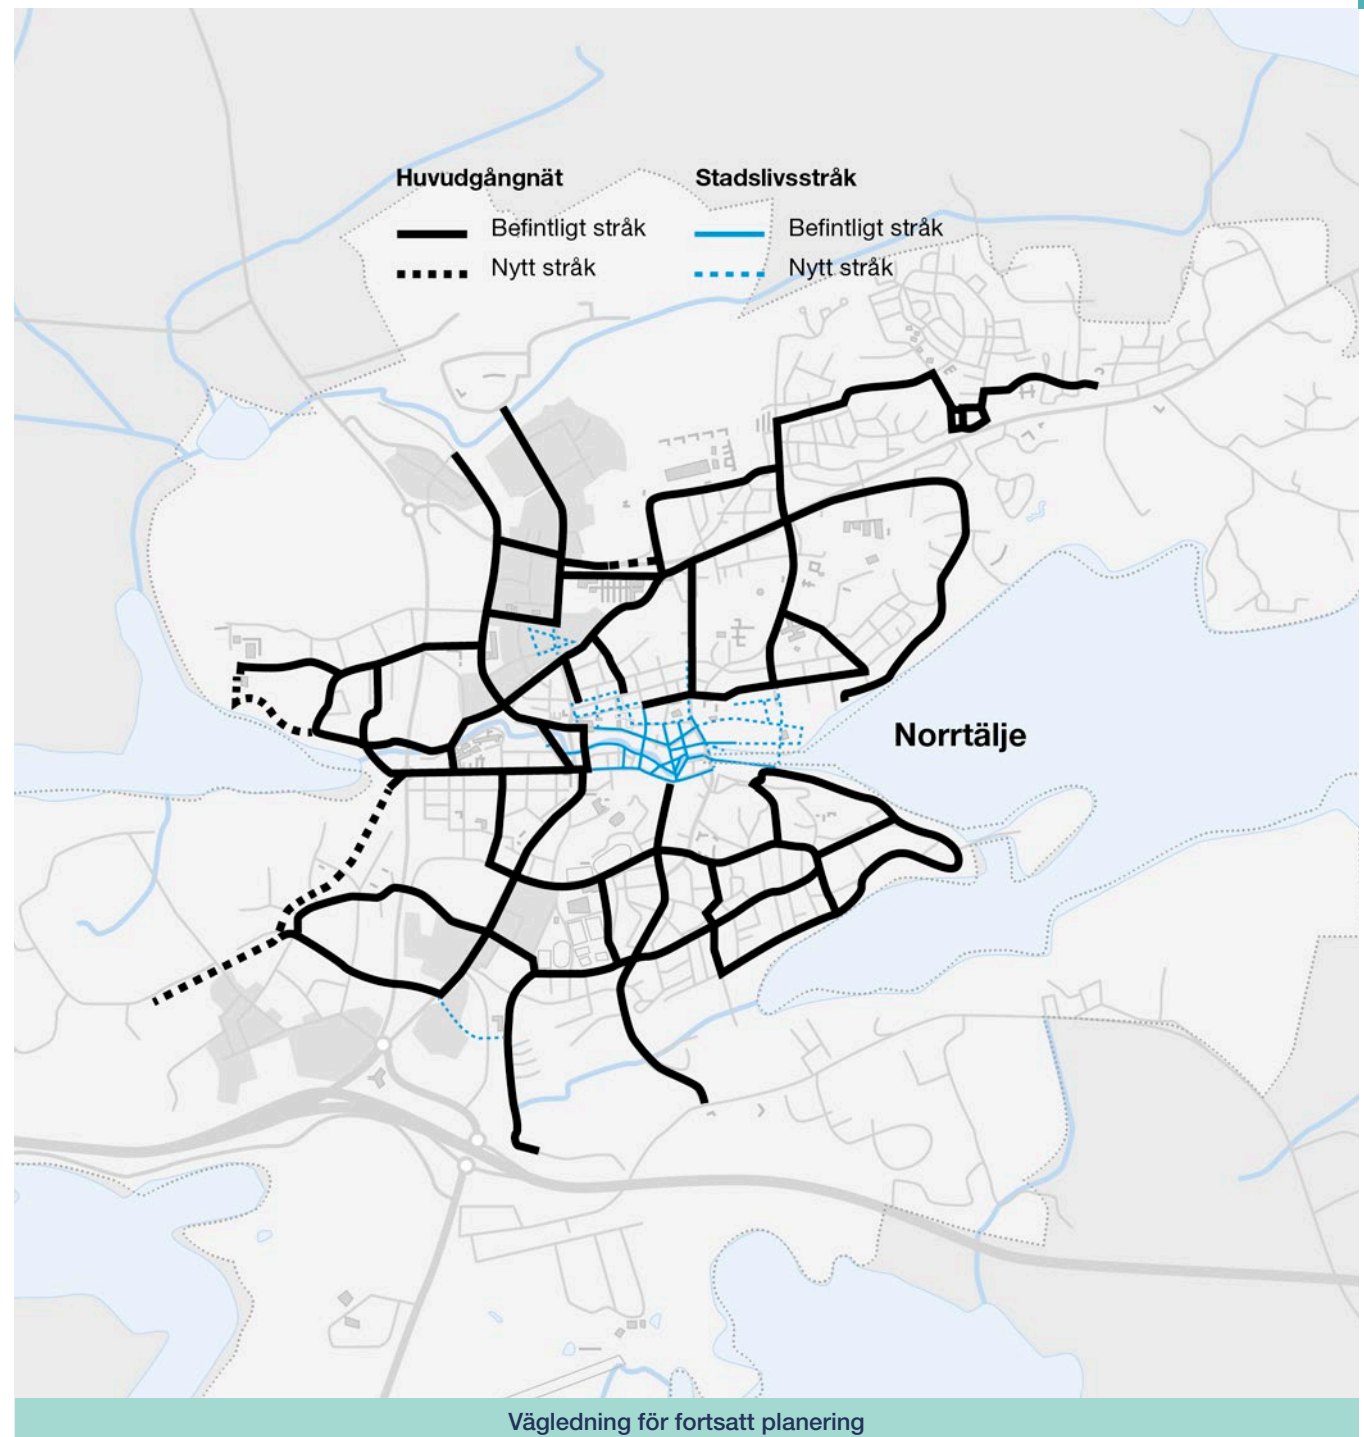 Huvudgångnät
Befintligt stråk
Nytt stråk
Stadslivsstråk
Befintligt stråk
Nytt stråk
Norrtälje
Vägledning för fortsatt planering